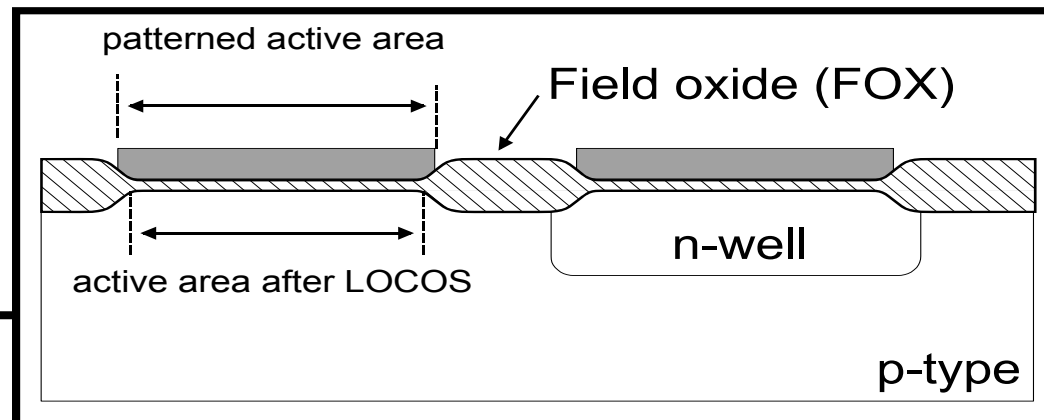 patterned active area
Field oxide (FOX)
n-well
active area after LOCOS
p-type